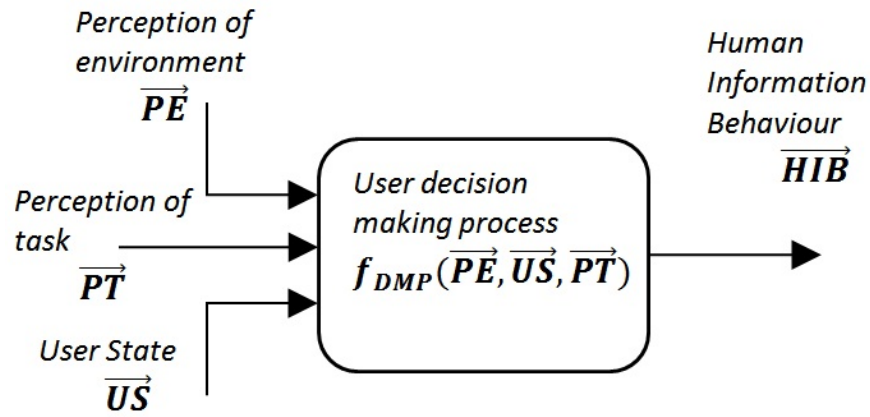 Perception of
environment
PE
Perception of
task
PT
User State
US
User decision
making process
f DMP(PE, US, PT)
Human
Information
Behaviour
HIB